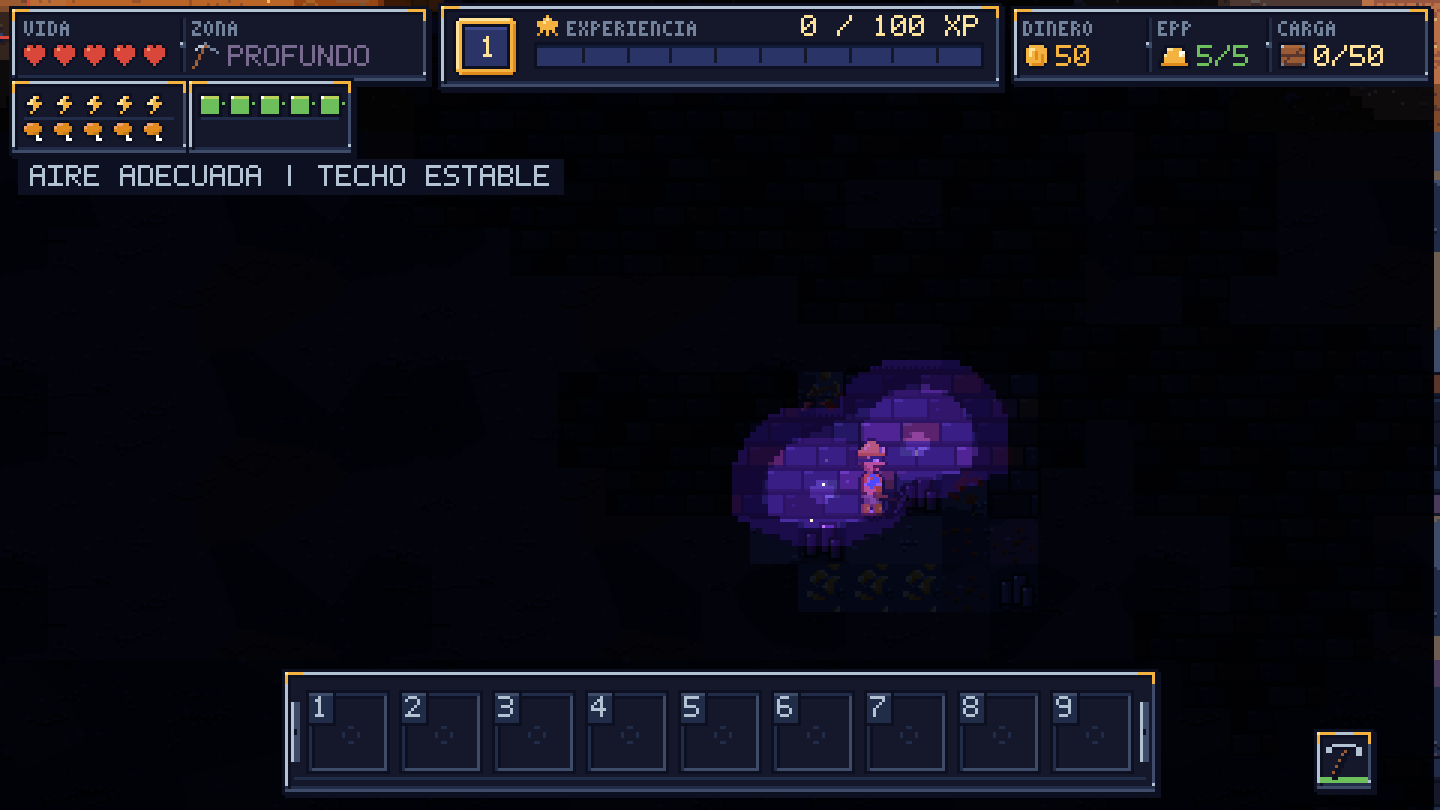 VIDA
ZONA
PROFUNDO
1
EXPERIENCIA
0 / 100 XP
DINERO
50
EPP
5/5
CARGA
0/50
AIRE ADECUADA | TECHO ESTABLE
1 2 3 4 5 6 7 8 9